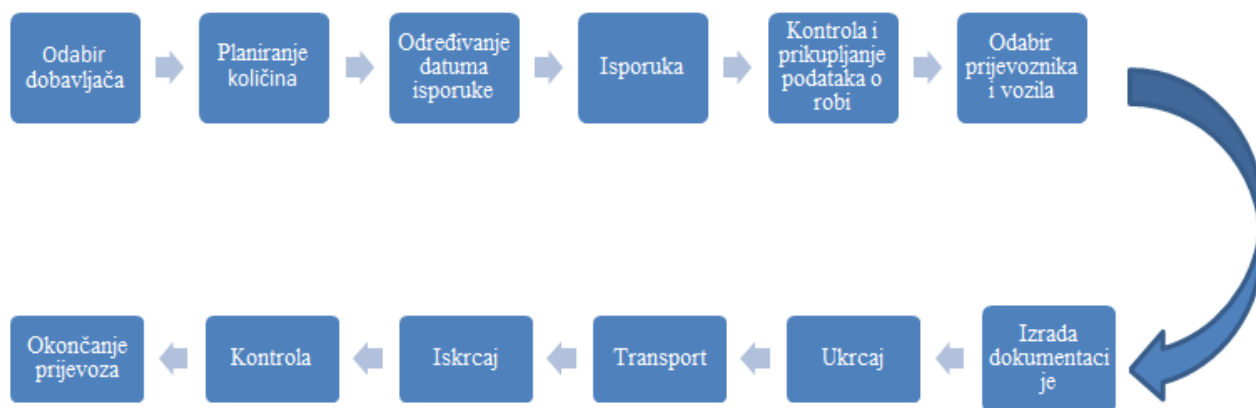 Odabir
dobavljača
Planiranje
količina
Određivanje
datuma
isporuke
Isporuka
Kontrola i
prikupljanje
podataka o
robi
Odabir
prijevoznika
i vozila
Izrada
dokumentaci
je
Ukrcaj
Transport
Iskrcaj
Kontrola
Okončanje
prijevoza